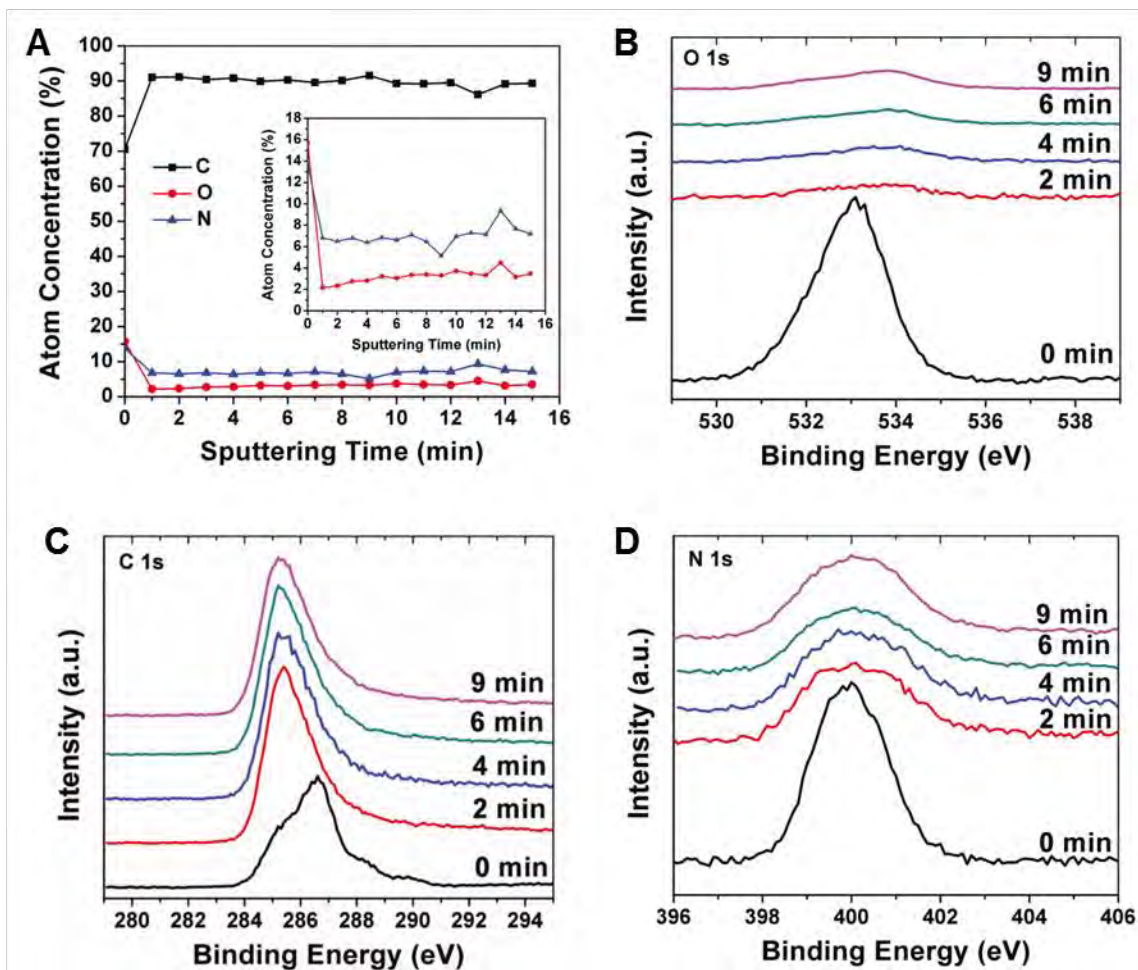 A
Atom Concentration (%)
100
90
80
70
60
50
40
30
20
10
0
C
O
N
Atom Concentration (%)
18
16
14
12
10
8
6
4
2
0
0 2 4 6 8 10 12 14 16
Sputtering Time (min)
0 2 4 6 8 10 12 14 16
Sputtering Time (min)
B
O 1s
Intensity (a.u.)
9 min
6 min
4 min
2 min
0 min
530 532 534 536 538
Binding Energy (eV)
C
C 1s
Intensity (a.u.)
9 min
6 min
4 min
2 min
0 min
280 282 284 286 288 290 292 294
Binding Energy (eV)
D
N 1s
Intensity (a.u.)
9 min
6 min
4 min
2 min
0 min
396 398 400 402 404 406
Binding Energy (eV)